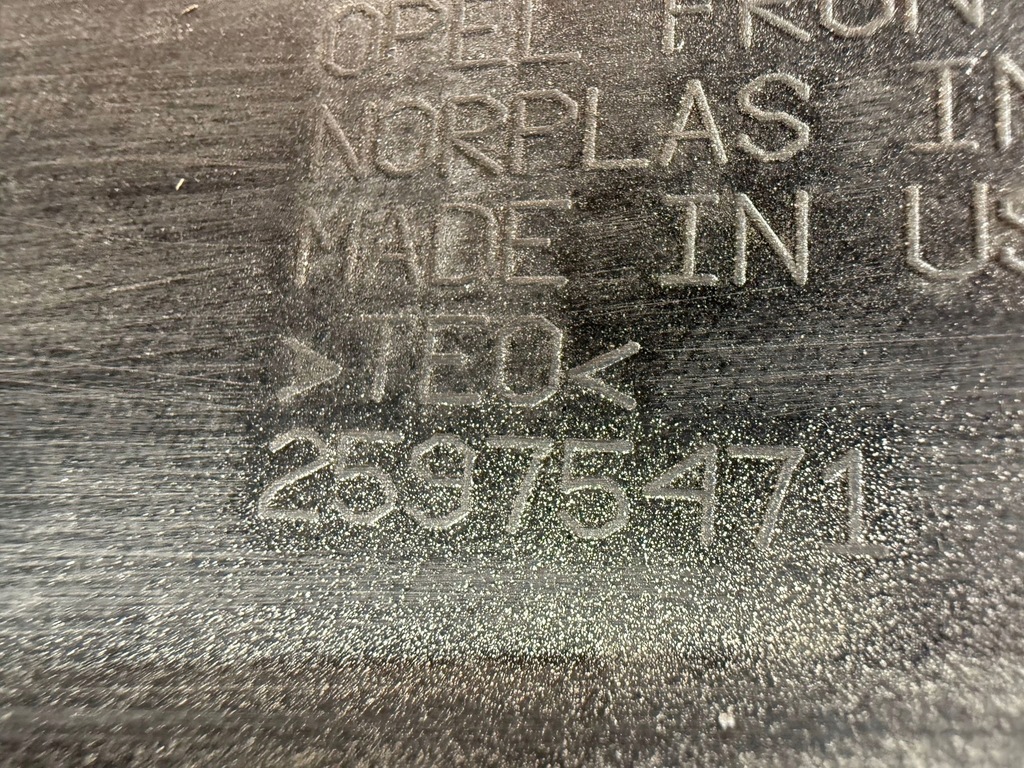 OPEL FRON
NORPLAS IN
MADE IN US
>TEO<
25975471